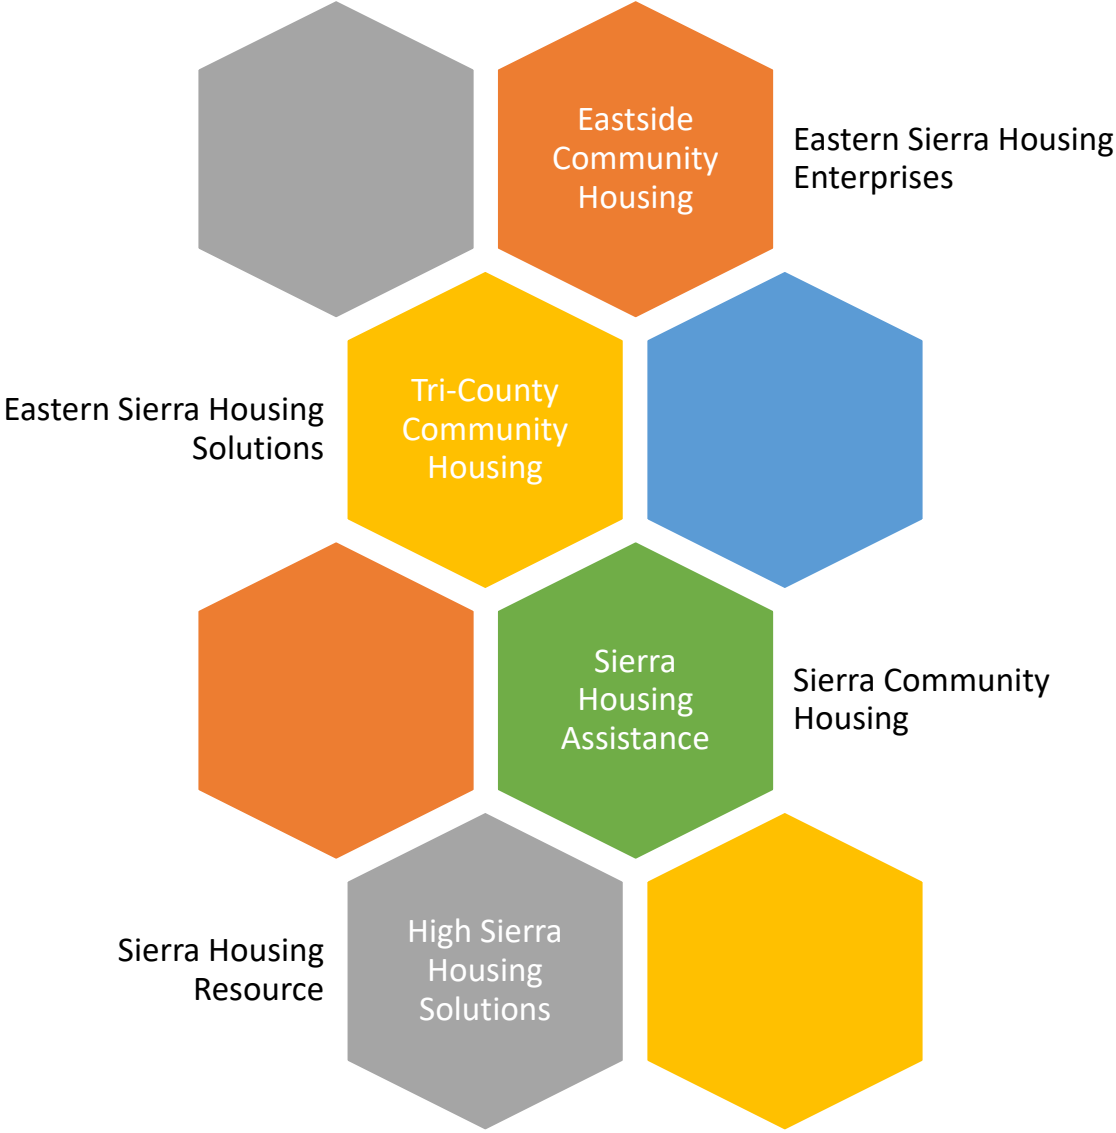 Eastside
Community
Housing
Eastern Sierra Housing
Enterprises
Eastern Sierra Housing
Solutions
Tri-County
Community
Housing
Sierra
Housing
Assistance
Sierra Community
Housing
Sierra Housing
Resource
High Sierra
Housing
Solutions